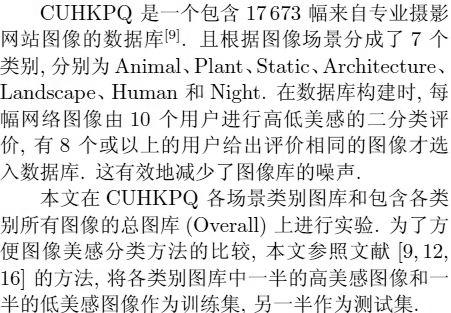 CUHKPQ 是一个包含 17 673 幅来自专业摄影
网站图像的数据库[9]. 且根据图像场景分成了 7 个
类别, 分别为 Animal、Plant、Static、Architecture、
Landscape、Human 和 Night. 在数据库构建时, 每
幅网络图像由 10 个用户进行高低美感的二分类评
价, 有 8 个或以上的用户给出评价相同的图像才选
入数据库. 这有效地减少了图像库的噪声.
本文在 CUHKPQ 各场景类别图库和包含各类
别所有图像的总图库 (Overall) 上进行实验. 为了方
便图像美感分类方法的比较, 本文参照文献 [9, 12,
16] 的方法, 将各类别图库中一半的高美感图像和一
半的低美感图像作为训练集, 另一半作为测试集.